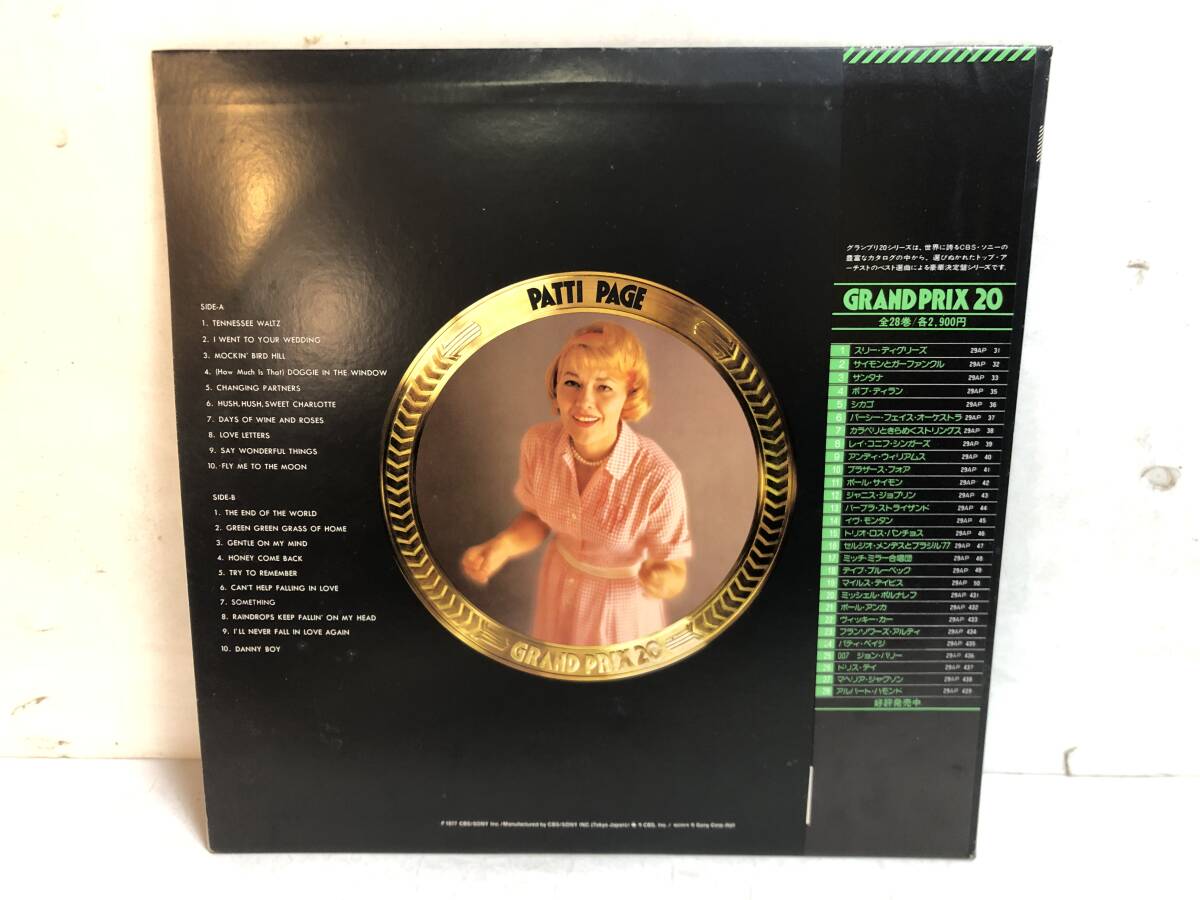 PATTI PAGE
SIDE-A
1. TENNESSEE WALTZ
2. I WENT TO YOUR WEDDING
3. MOCKIN' BIRD HILL
4. (How Much Is That) DOGGIE IN THE WINDOW
5. CHANGING PARTNERS
6. HUSH, HUSH, SWEET CHARLOTTE
7. DAYS OF WINE AND ROSES
8. LOVE LETTERS
9. SAY WONDERFUL THINGS
10. FLY ME TO THE MOON
SIDE-B
1. THE END OF THE WORLD
2. GREEN GREEN GRASS OF HOME
3. GENTLE ON MY MIND
4. HONEY COME BACK
5. TRY TO REMEMBER
6. CAN'T HELP FALLING IN LOVE
7. SOMETHING
8. RAINDROPS KEEP FALLIN' ON MY HEAD
9. I'LL NEVER FALL IN LOVE AGAIN
10. DANNY BOY
GRAND PRIX 20
グランプリ20シリーズは、世界に誇るCBS・ソニーの
豊富なカタログの中から、選びぬかれたトップ・ア
ーチストのベスト選曲による豪華決定盤シリーズです。
GRAND PRIX 20
全28巻/各2,900円
1 スリー・ディグリーズ 29AP 31
2 サイモンとガーファンクル 29AP 32
3 サンタナ 29AP 33
4 ボブ・ディラン 29AP 35
5 シカゴ 29AP 36
6 パーシー・フェイス・オーケストラ 29AP 37
7 カラベリときらめくストリングス 29AP 38
8 レイ・コニフ・シンガーズ 29AP 39
9 アンディ・ウィリアムス 29AP 40
10 ブラザース・フォア 29AP 41
11 ポール・サイモン 29AP 42
12 ジャニス・ジョプリン 29AP 43
13 バーブラ・ストライザンド 29AP 44
14 イヴ・モンタン 29AP 45
15 トリオ・ロス・パンチョス 29AP 46
16 セルジオ・メンデスとブラジル'77 29AP 47
17 ミッチ・ミラー合唱団 29AP 48
18 デイブ・ブルーベック 29AP 49
19 マイルス・デイビス 29AP 50
20 ミッシェル・ポルナレフ 29AP 431
21 ポール・アンカ 29AP 432
22 ヴィッキー・カー 29AP 433
23 フランソワーズ・アルディ 29AP 434
24 パティ・ペイジ 29AP 435
25 007 ジョン・バリー 29AP 436
26 ドリス・デイ 29AP 437
27 マヘリア・ジャクソン 29AP 438
28 アルバート・ハモンド 29AP 439
好評発売中
℗ 1977 CBS/SONY Inc. /Manufactured by CBS/SONY INC. (Tokyo Japan)/